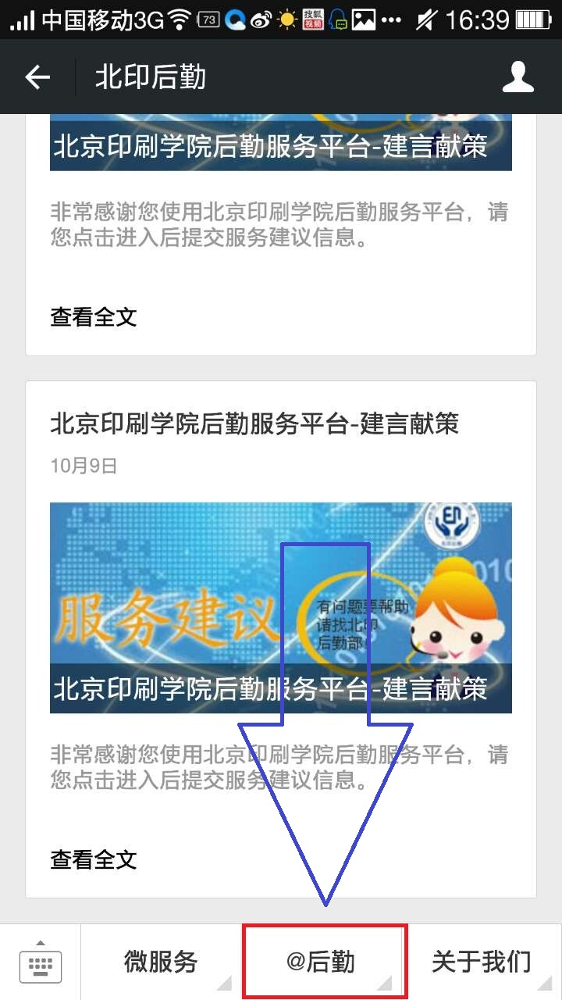 中国移动3G 73 搜狐视频 16:39
北印后勤
北京印刷学院后勤服务平台-建言献策
非常感谢您使用北京印刷学院后勤服务平台，请
您点击进入后提交服务建议信息。
查看全文
北京印刷学院后勤服务平台-建言献策
10月9日
服务建议
有问题要帮助
请找北印
后勤部
北京印刷学院后勤服务平台-建言献策
非常感谢您使用北京印刷学院后勤服务平台，请
您点击进入后提交服务建议信息。
查看全文
微服务
@后勤
关于我们